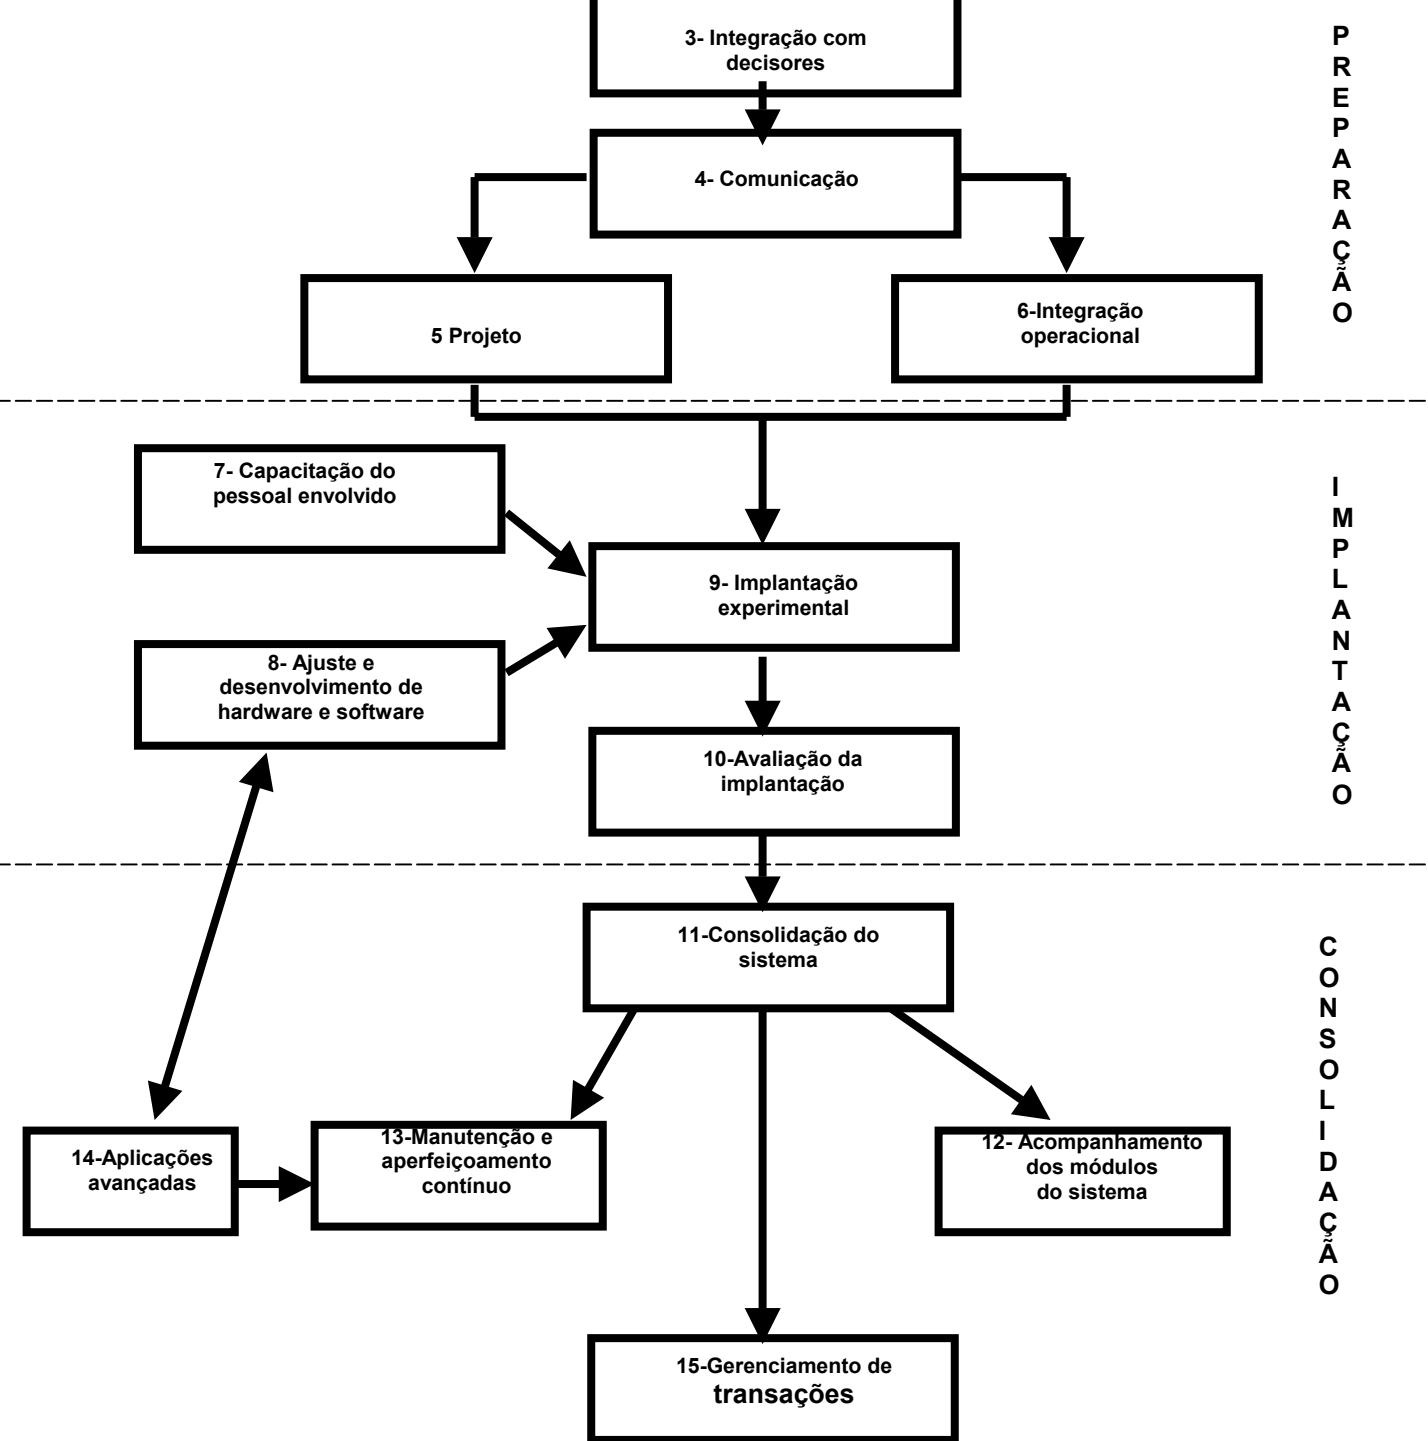 3- Integração com
decisores
4- Comunicação
5 Projeto
6-Integração
operacional
P
R
E
P
A
R
A
Ç
Ã
O
7- Capacitação do
pessoal envolvido
8- Ajuste e
desenvolvimento de
hardware e software
9- Implantação
experimental
10-Avaliação da
implantação
I
M
P
L
A
N
T
A
Ç
Ã
O
11-Consolidação do
sistema
14-Aplicações
avançadas
13-Manutenção e
aperfeiçoamento
contínuo
12- Acompanhamento
dos módulos
do sistema
15-Gerenciamento de
transações
C
O
N
S
O
L
I
D
A
Ç
Ã
O